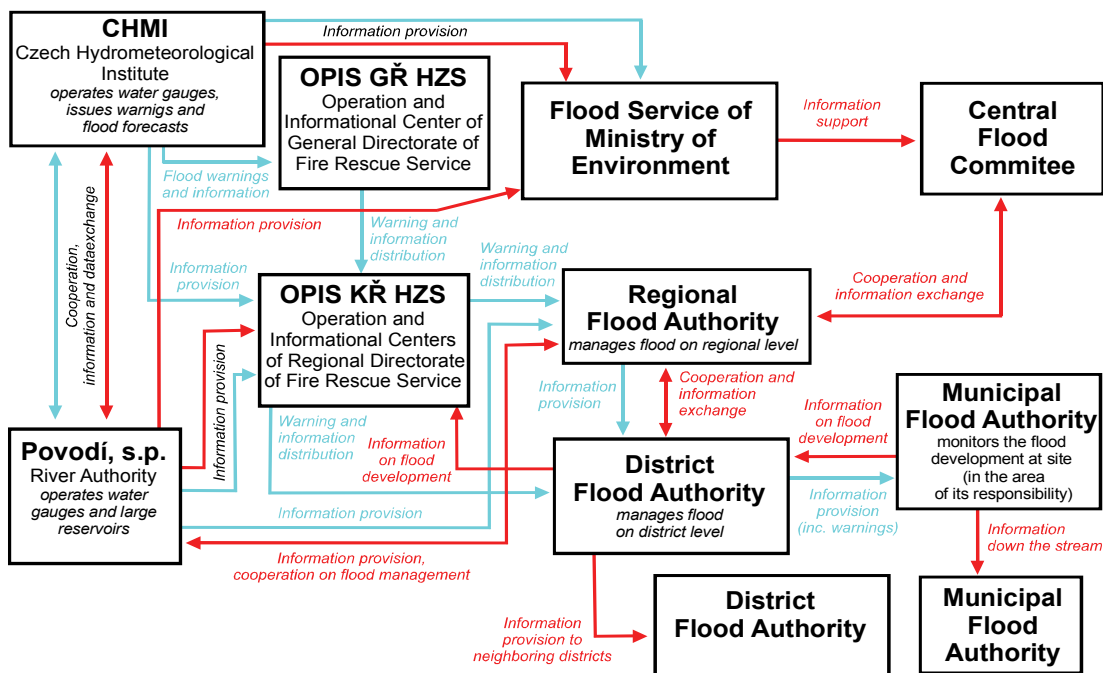 CHMI
Czech Hydrometeorological
Institute
operates water gauges,
issues warnigs and
flood forecasts
Information provision
OPIS GŘ HZS
Operation and
Informational Center of
General Directorate of
Fire Rescue Service
Flood Service of
Ministry of
Environment
Information
support
Central
Flood
Commitee
Flood warnings
and information
Information provision
Warning and
information
distribution
Cooperation,
information and dataexchange
Information
provision
OPIS KŘ HZS
Operation and
Informational Centers
of Regional Directorate
of Fire Rescue Service
Warning and
information
distribution
Regional
Flood Authority
manages flood on regional level
Cooperation and
information exchange
Information provision
Information
provision
Cooperation and
information
exchange
Municipal
Flood Authority
monitors the flood
development at site
(in the area
of its responsibility)
Povodí, s.p.
River Authority
operates water
gauges and large
reservoirs
Warning and
information
distribution
Information
on flood
development
District
Flood Authority
manages flood
on district level
Information
on flood
development
Information
provision
(inc. warnings)
Information provision
Information provision,
cooperation on flood management
Information
down the stream
Information
provision to
neighboring districts
District
Flood Authority
Municipal
Flood
Authority